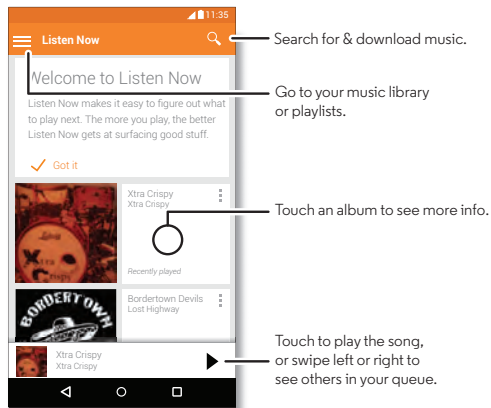 11:35
Listen Now
Search for & download music.
Welcome to Listen Now
Listen Now makes it easy to figure out what
to play next. The more you play, the better
Listen Now gets at surfacing good stuff.
Got it
Go to your music library
or playlists.
Xtra Crispy
Xtra Crispy
Recently played
Touch an album to see more info.
Xtra
Crispy
Bordertown Devils
Lost Highway
BORDERTOWN
Xtra Crispy
Xtra Crispy
Touch to play the song,
or swipe left or right to
see others in your queue.